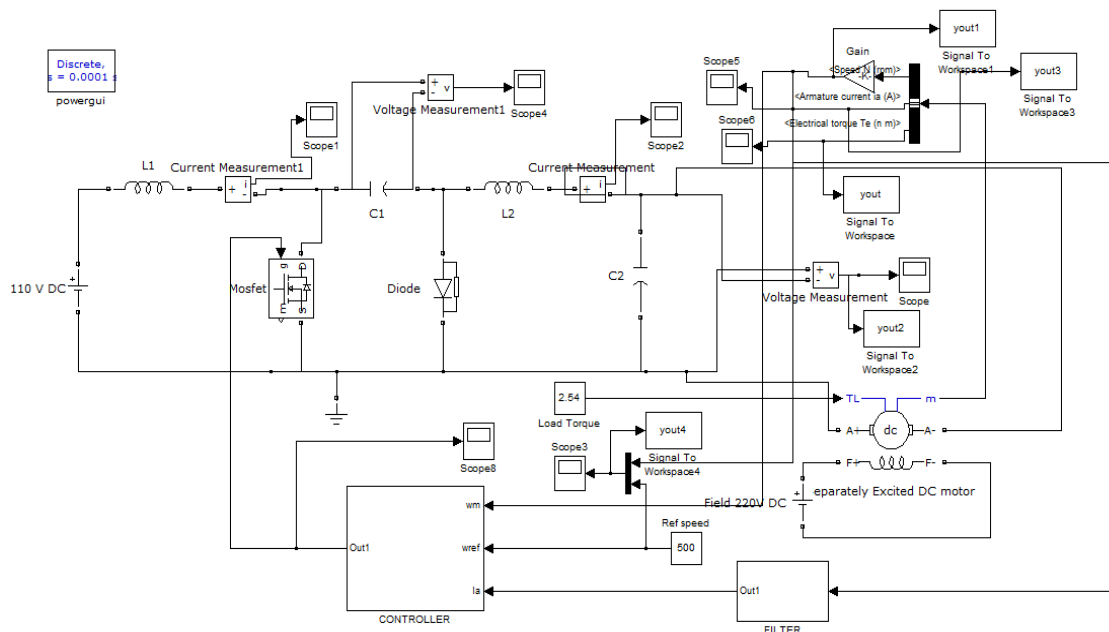 Discrete,
s = 0.0001 s
powergui
L1
Current Measurement1
i
+
-
Scope1
+
-
v
Voltage Measurement1
Scope4
C1
L2
Current Measurement
+
i
Scope2
Scope5
Scope6
Gain
-K-
<Speed N (rpm)>
<Armature current ia (A)>
<Electrical torque Te (n m)>
yout1
Signal To
Workspace1
yout3
Signal To
Workspace3
yout
Signal To
Workspace
110 V DC
+
g
D
Mosfet
m
S
Diode
C2
+
-
v
Voltage Measurement
Scope
yout2
Signal To
Workspace2
2.54
Load Torque
TL
m
A+
dc
A-
F+
F-
+
Field 220V DC
eparately Excited DC motor
Scope8
Scope3
yout4
Signal To
Workspace4
Ref speed
500
wm
wref
Ia
Out1
CONTROLLER
Out1
FILTER